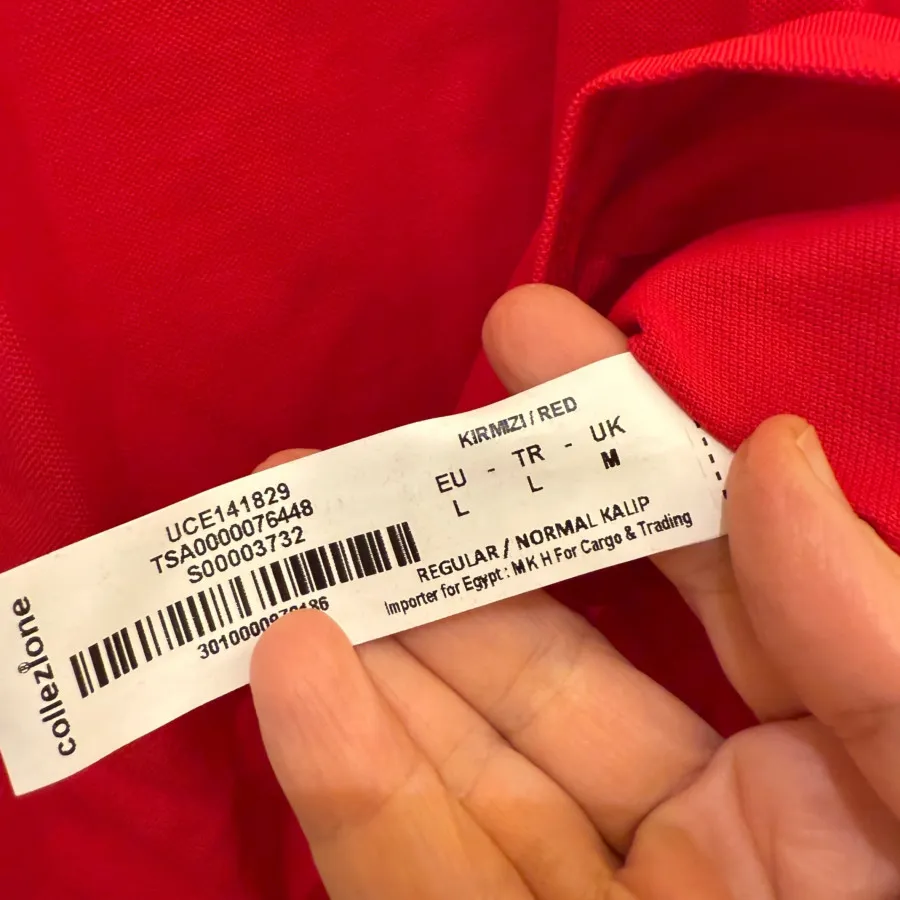 collezione
UCE141829
TSA0000076448
S00003732
KIRMIZI / RED
EU - TR - UK
L L M
REGULAR / NORMAL KALIP
Importer for Egypt : MK H For Cargo & Trading